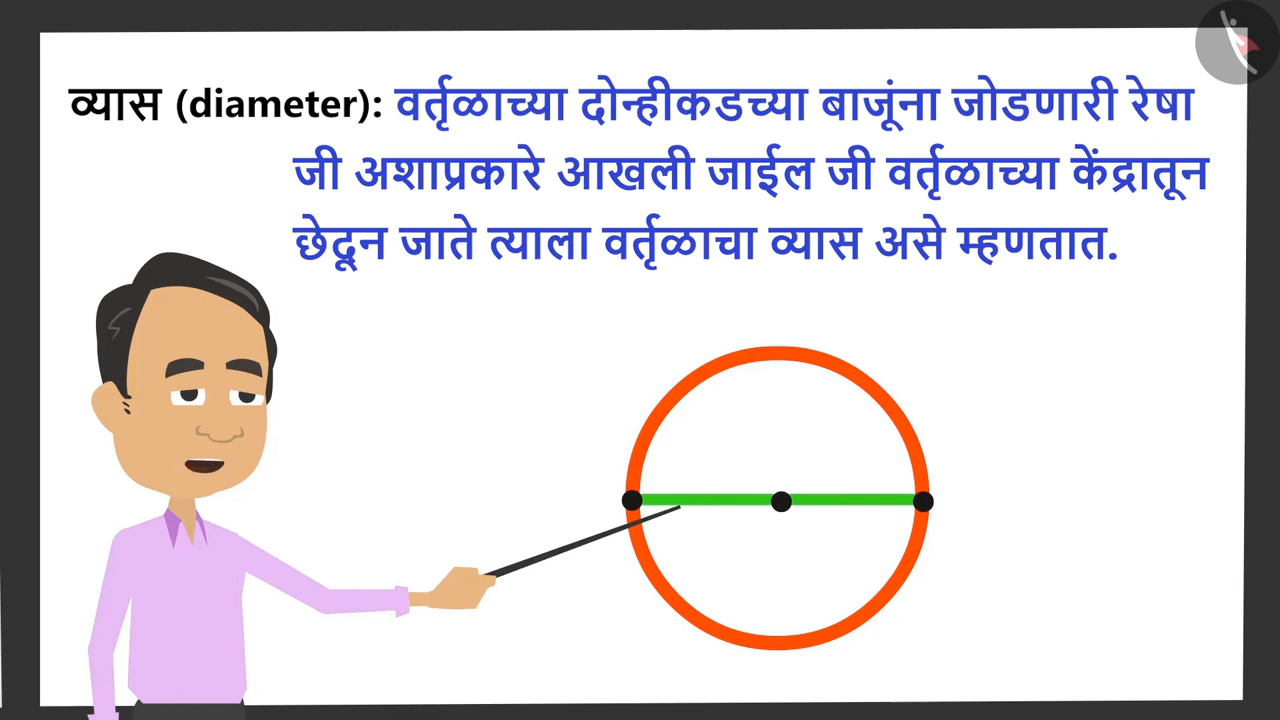 व्यास (diameter): वर्तृळाच्या दोन्हीकडच्या बाजूंना जोडणारी रेषा
जी अशाप्रकारे आखली जाईल जी वर्तृळाच्या केंद्रातून
छेदून जाते त्याला वर्तृळाचा व्यास असे म्हणतात.